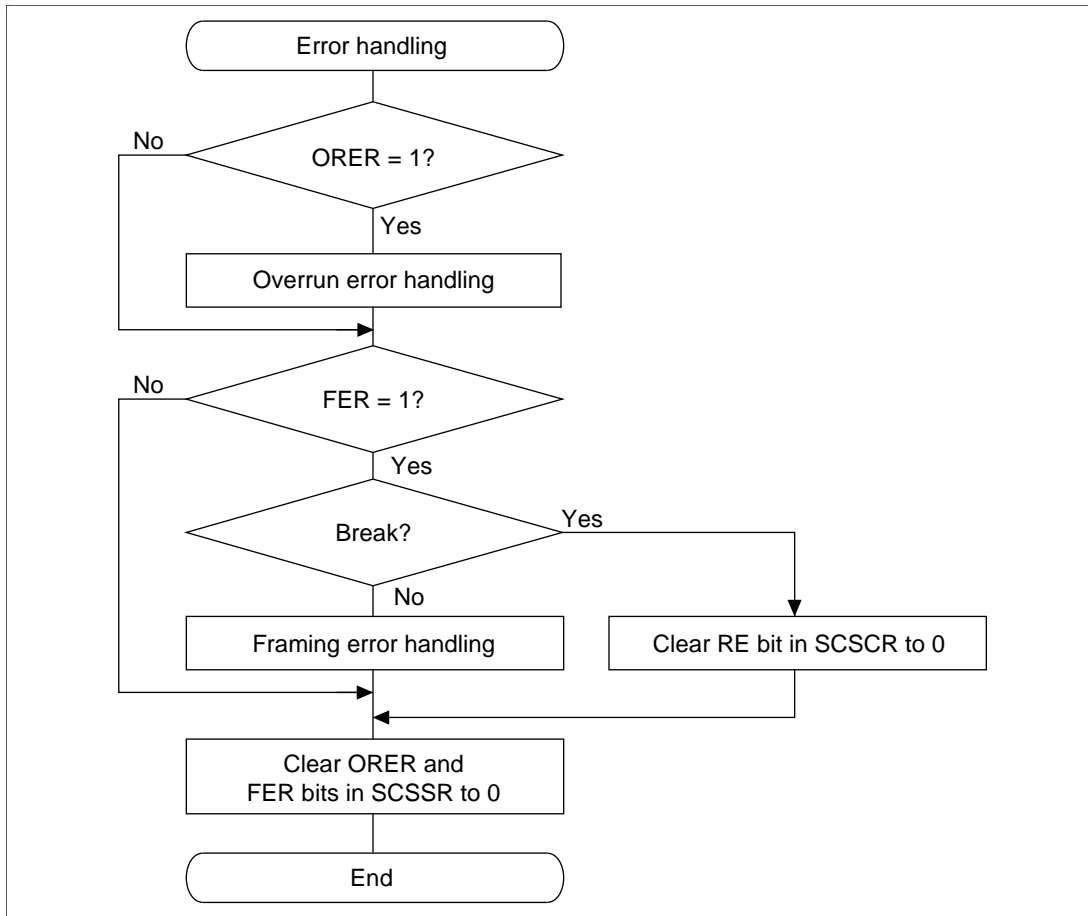 Error handling
No
ORER = 1?
Yes
Overrun error handling
No
FER = 1?
Yes
Break?
Yes
No
Framing error handling
Clear RE bit in SCSCR to 0
Clear ORER and
FER bits in SCSSR to 0
End